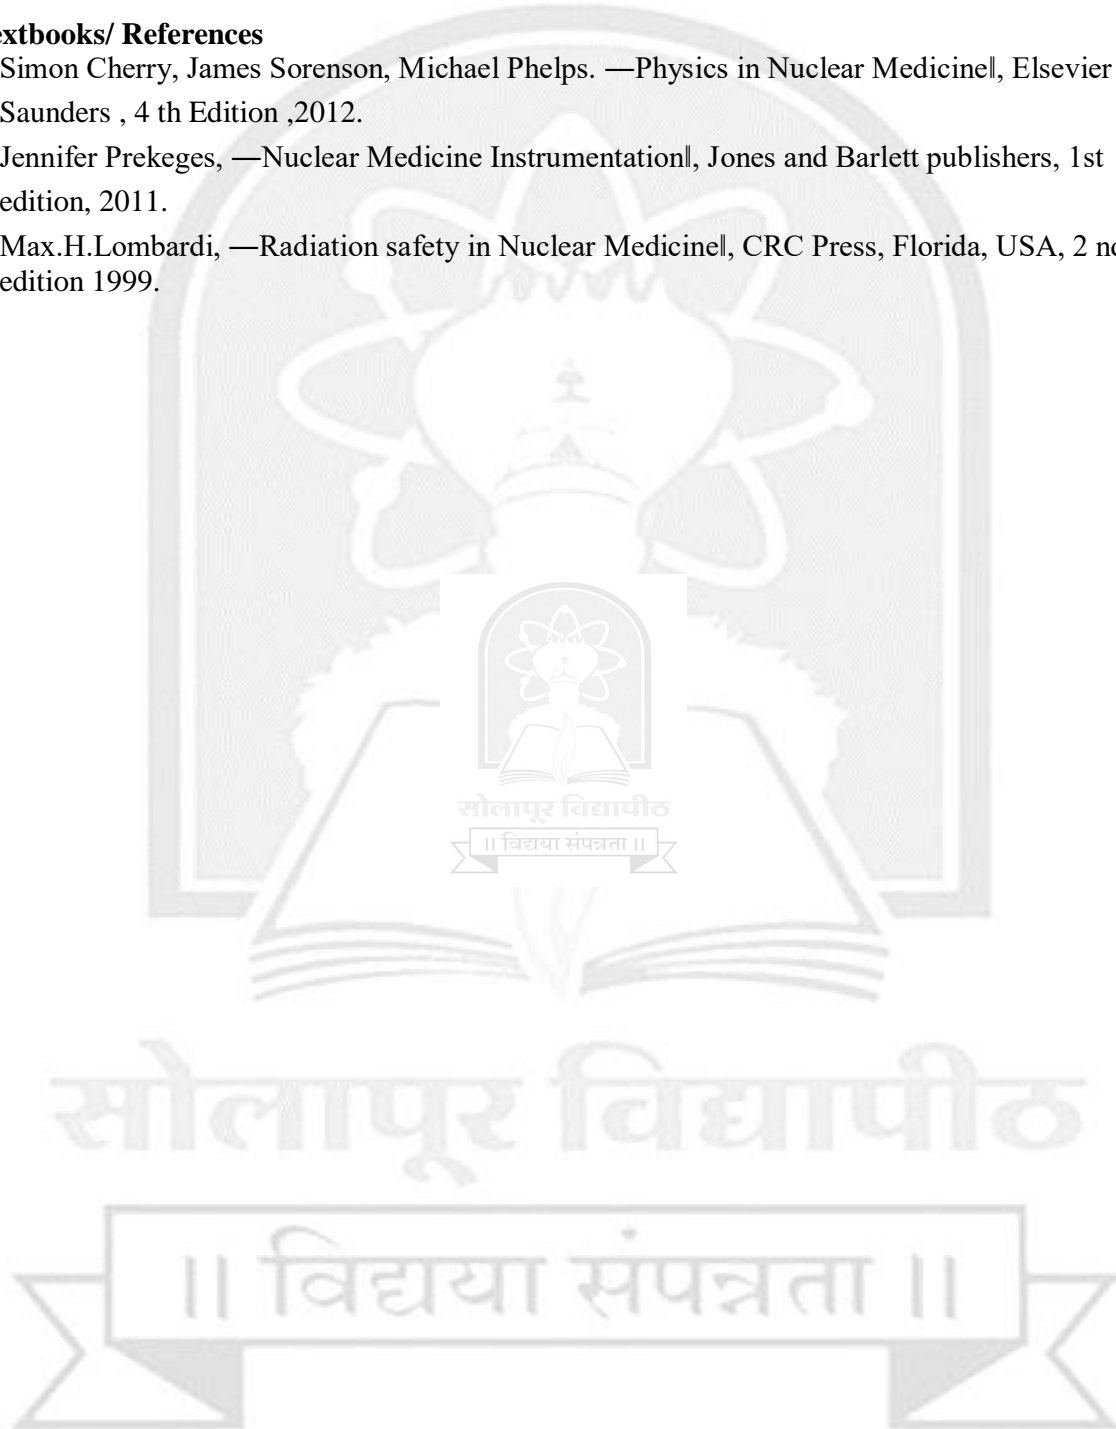 extbooks/ References
Simon Cherry, James Sorenson, Michael Phelps. ―Physics in Nuclear Medicine‖, Elsevier
Saunders , 4 th Edition ,2012.
Jennifer Prekeges, ―Nuclear Medicine Instrumentation‖, Jones and Barlett publishers, 1st
edition, 2011.
Max.H.Lombardi, ―Radiation safety in Nuclear Medicine‖, CRC Press, Florida, USA, 2 nd
edition 1999.
सोलापूर विद्यापीठ
॥ विद्यया संपन्नता ॥
सोलापूर विद्यापीठ
॥ विद्यया संपन्नता ॥